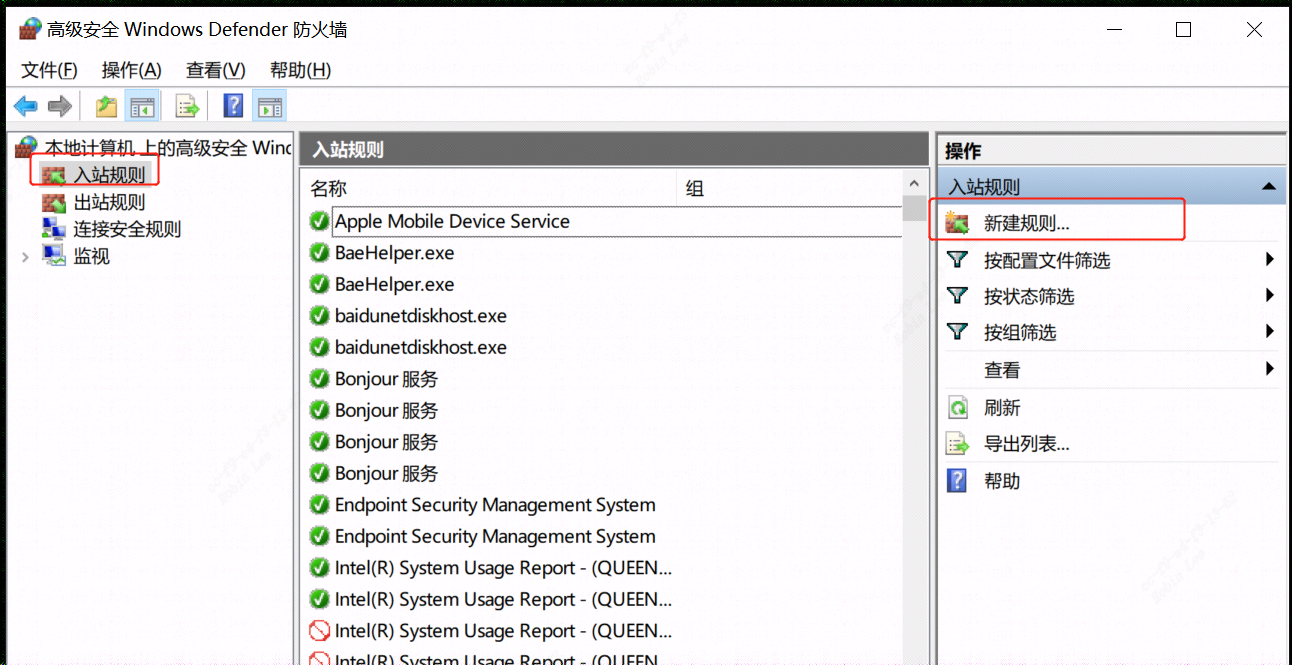 高级安全 Windows Defender 防火墙
文件(F) 操作(A) 查看(V) 帮助(H)
本地计算机 上的高级安全 Wind
入站规则
出站规则
连接安全规则
监视
入站规则
名称 组
Apple Mobile Device Service
BaeHelper.exe
BaeHelper.exe
baidunetdiskhost.exe
baidunetdiskhost.exe
Bonjour 服务
Bonjour 服务
Bonjour 服务
Bonjour 服务
Endpoint Security Management System
Endpoint Security Management System
Intel(R) System Usage Report - (QUEEN...
Intel(R) System Usage Report - (QUEEN...
Intel(R) System Usage Report - (QUEEN...
Intel(R) System Usage Report - (QUEEN...
操作
入站规则
新建规则...
按配置文件筛选
按状态筛选
按组筛选
查看
刷新
导出列表...
帮助